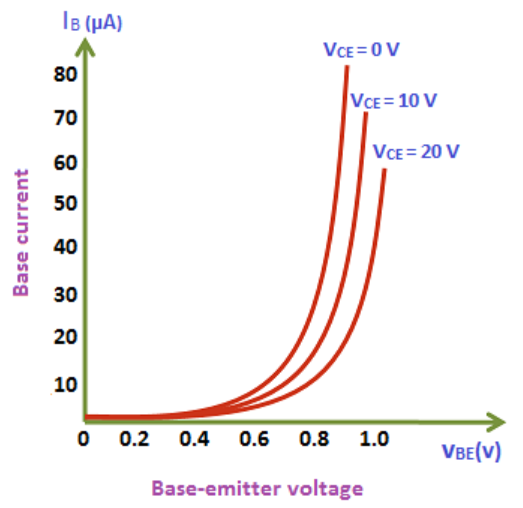 IB (µA)
80
70
60
50
40
30
20
10
Base current
VCE = 0 V
VCE = 10 V
VCE = 20 V
0 0.2 0.4 0.6 0.8 1.0
VBE(v)
Base-emitter voltage